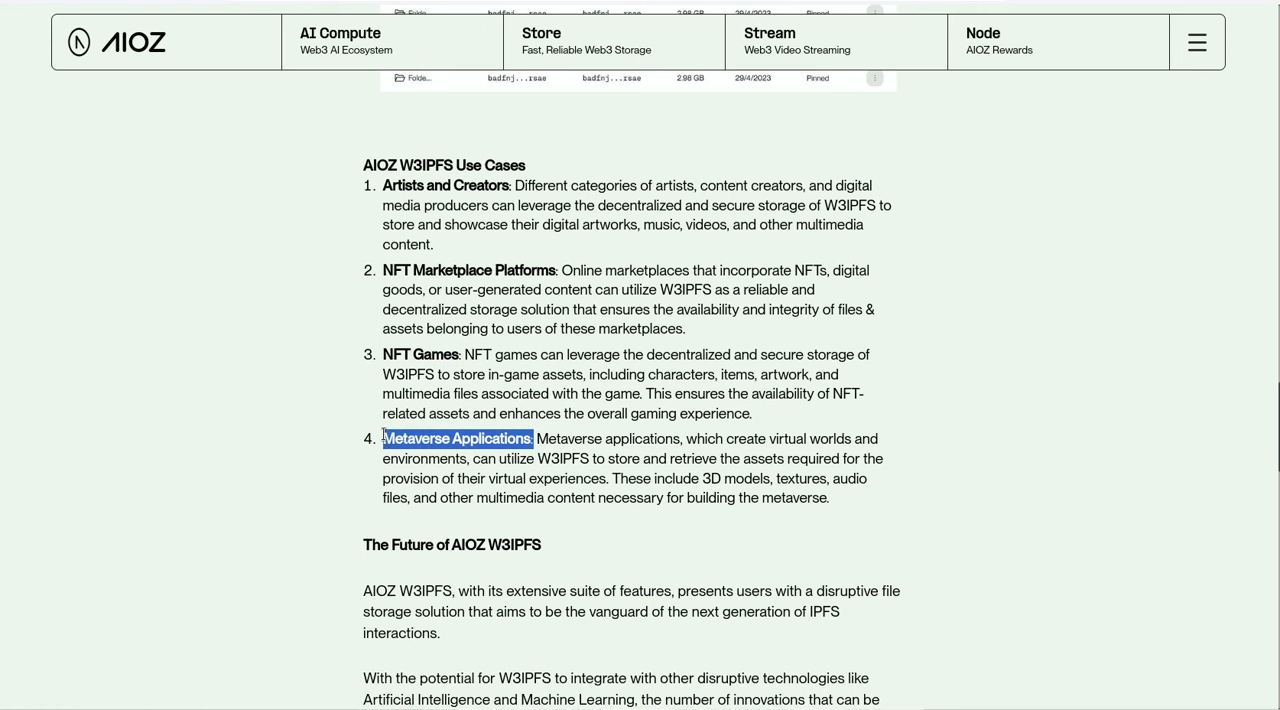 Folde... badfnj...rsae badfnj...rsae 2.98 GB 29/4/2023 Pinned
AIOZ
AI Compute
Web3 AI Ecosystem
Store
Fast, Reliable Web3 Storage
Stream
Web3 Video Streaming
Node
AIOZ Rewards
Folde... badfnj...rsae badfnj...rsae 2.98 GB 29/4/2023 Pinned
AIOZ W3IPFS Use Cases
1. Artists and Creators: Different categories of artists, content creators, and digital
media producers can leverage the decentralized and secure storage of W3IPFS to
store and showcase their digital artworks, music, videos, and other multimedia
content.
2. NFT Marketplace Platforms: Online marketplaces that incorporate NFTs, digital
goods, or user-generated content can utilize W3IPFS as a reliable and
decentralized storage solution that ensures the availability and integrity of files &
assets belonging to users of these marketplaces.
3. NFT Games: NFT games can leverage the decentralized and secure storage of
W3IPFS to store in-game assets, including characters, items, artwork, and
multimedia files associated with the game. This ensures the availability of NFT-
related assets and enhances the overall gaming experience.
4. Metaverse Applications: Metaverse applications, which create virtual worlds and
environments, can utilize W3IPFS to store and retrieve the assets required for the
provision of their virtual experiences. These include 3D models, textures, audio
files, and other multimedia content necessary for building the metaverse.
The Future of AIOZ W3IPFS
AIOZ W3IPFS, with its extensive suite of features, presents users with a disruptive file
storage solution that aims to be the vanguard of the next generation of IPFS
interactions.
With the potential for W3IPFS to integrate with other disruptive technologies like
Artificial Intelligence and Machine Learning, the number of innovations that can be